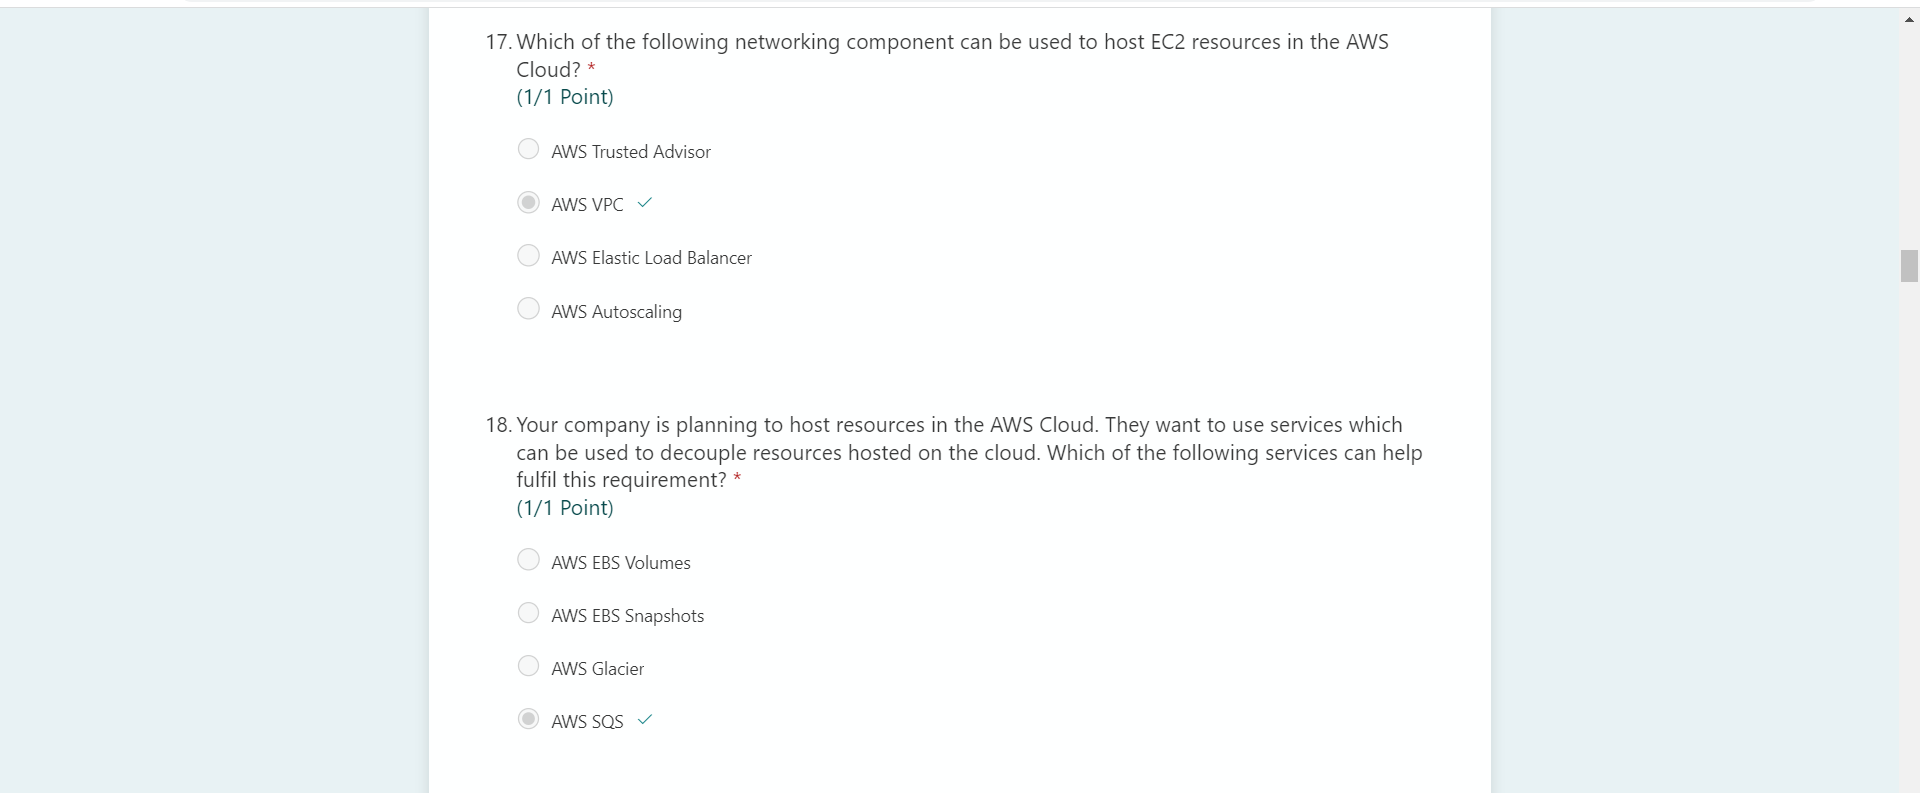 17. Which of the following networking component can be used to host EC2 resources in the AWS
Cloud? *
(1/1 Point)
AWS Trusted Advisor
AWS VPC
AWS Elastic Load Balancer
AWS Autoscaling
18. Your company is planning to host resources in the AWS Cloud. They want to use services which
can be used to decouple resources hosted on the cloud. Which of the following services can help
fulfil this requirement? *
(1/1 Point)
AWS EBS Volumes
AWS EBS Snapshots
AWS Glacier
AWS SQS